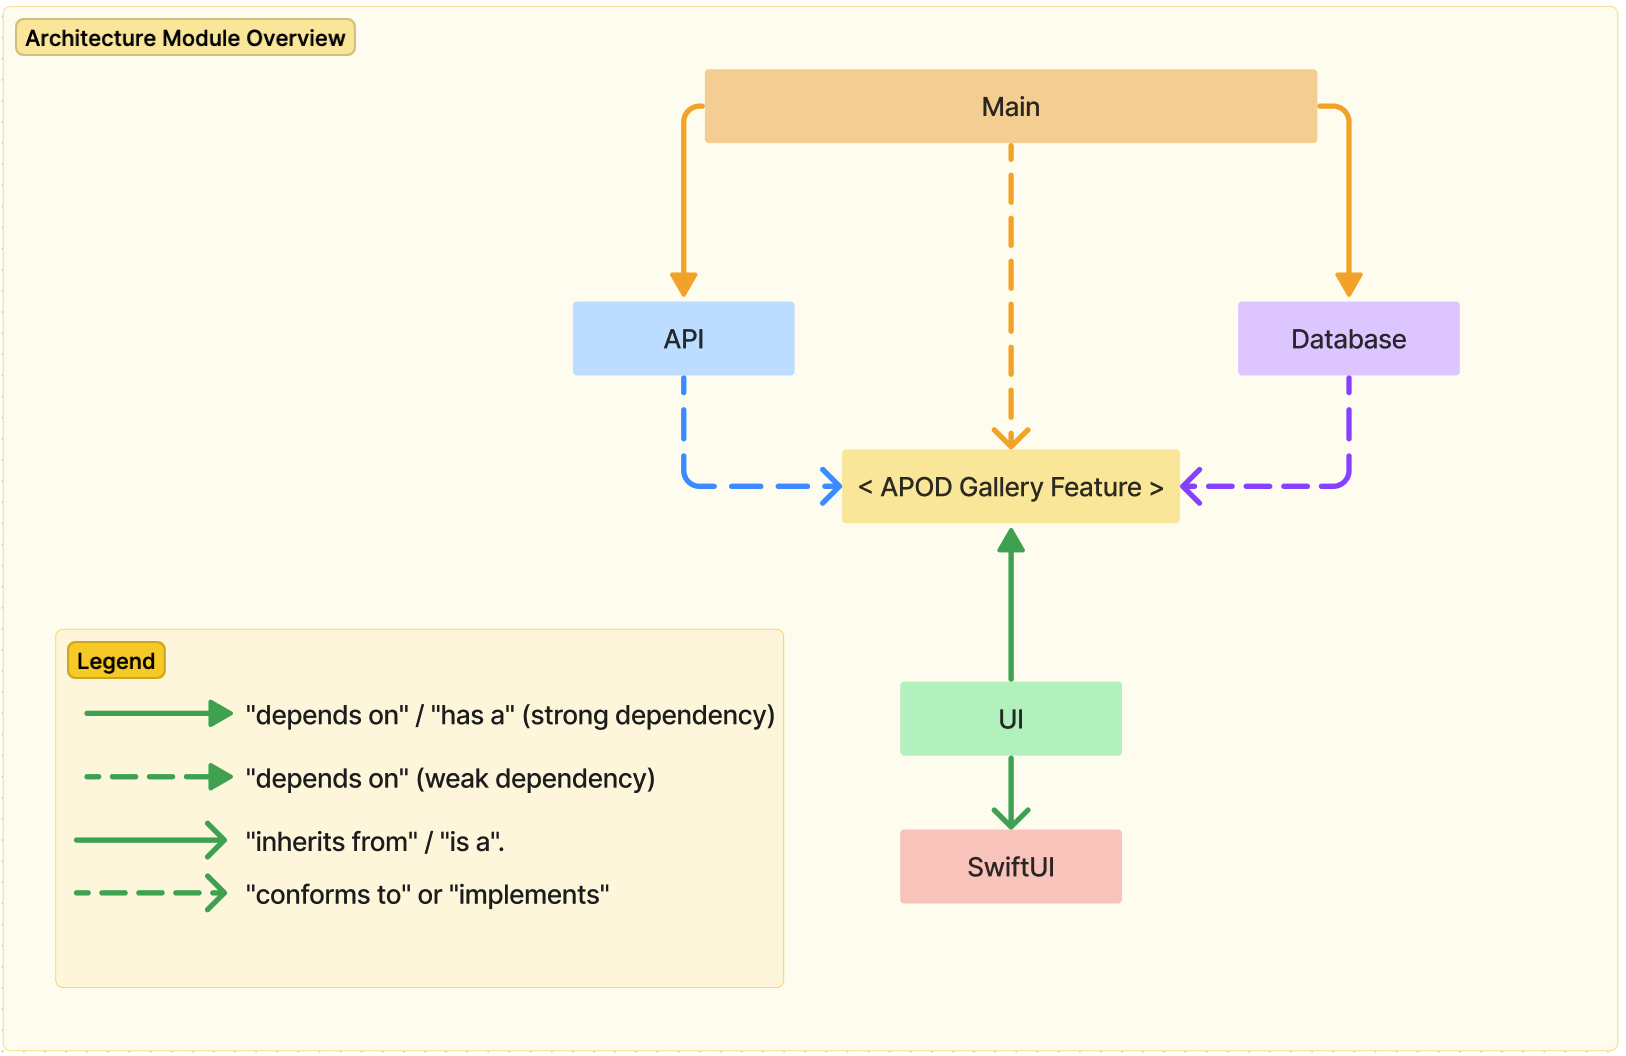 Architecture Module Overview
Main
API
Database
< APOD Gallery Feature >
UI
SwiftUI
Legend
"depends on" / "has a" (strong dependency)
"depends on" (weak dependency)
"inherits from" / "is a".
"conforms to" or "implements"